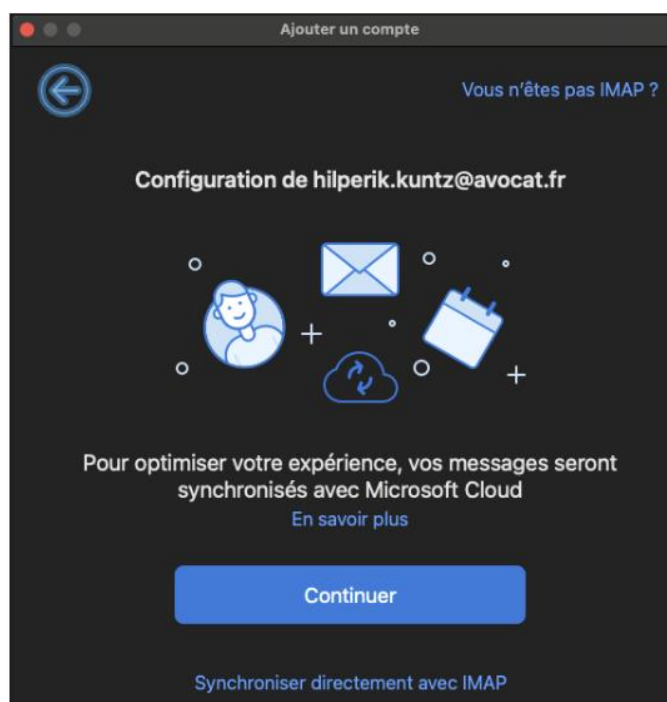 Ajouter un compte
Vous n'êtes pas IMAP ?
Configuration de hilperik.kuntz@avocat.fr
Pour optimiser votre expérience, vos messages seront
synchronisés avec Microsoft Cloud
En savoir plus
Continuer
Synchroniser directement avec IMAP